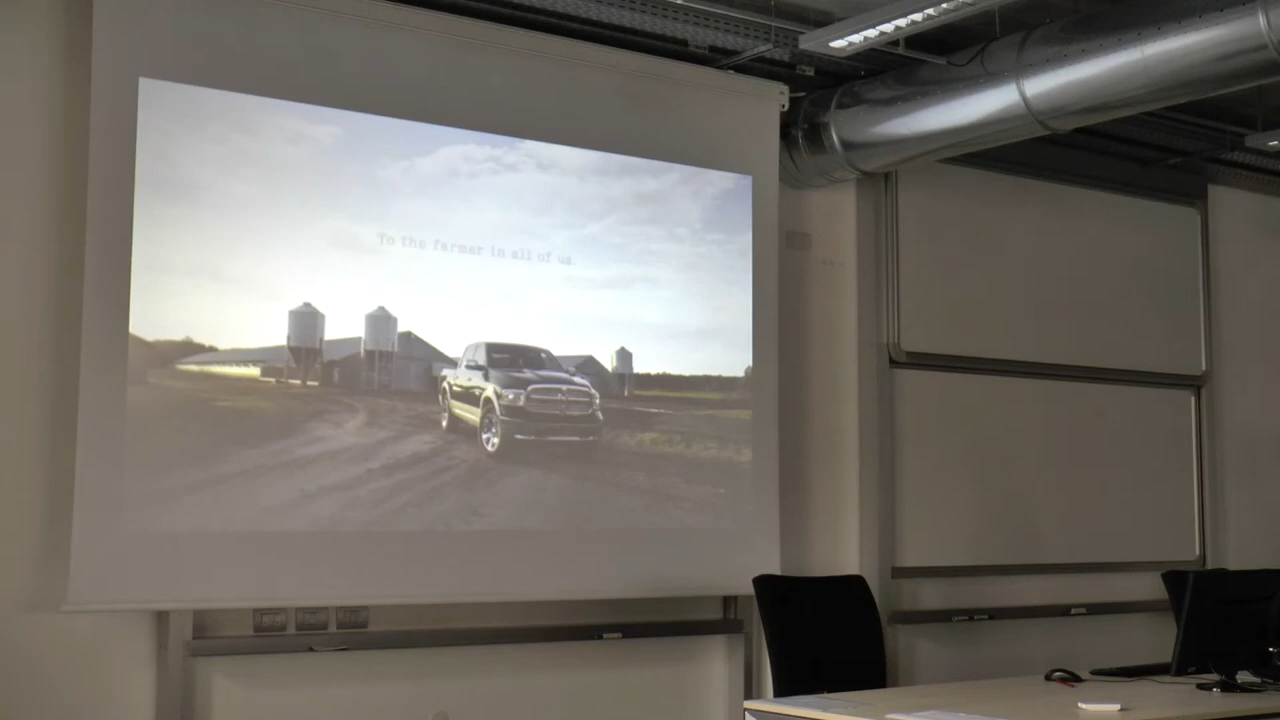 To the farmer in all of us.